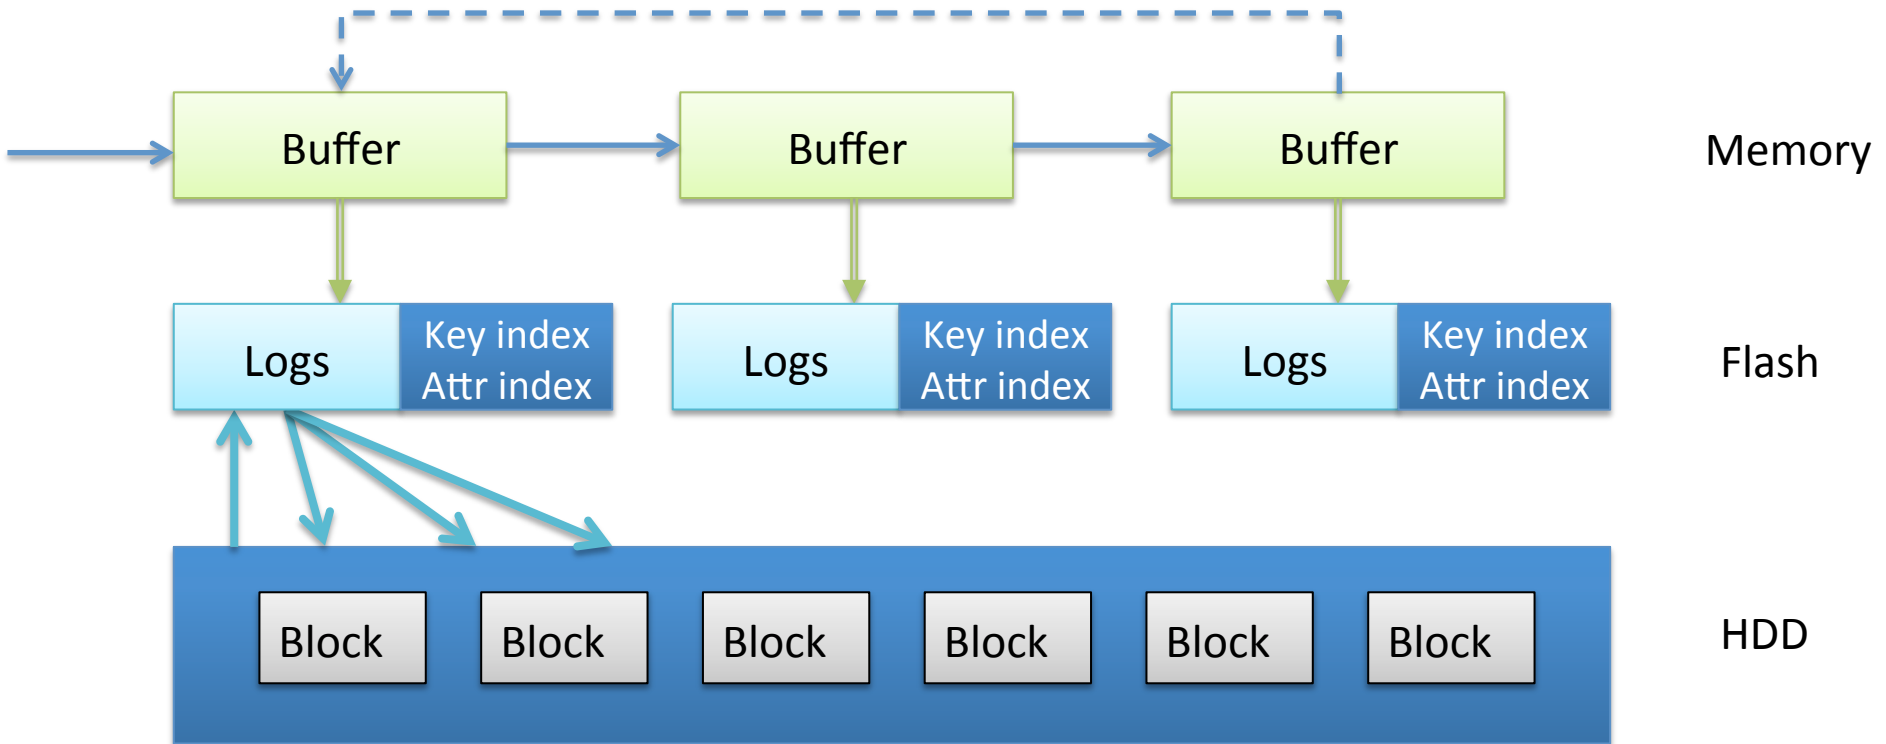 Buffer
Buffer
Buffer
Memory
Logs
Key index
Attr index
Logs
Key index
Attr index
Logs
Key index
Attr index
Flash
Block
Block
Block
Block
Block
Block
HDD